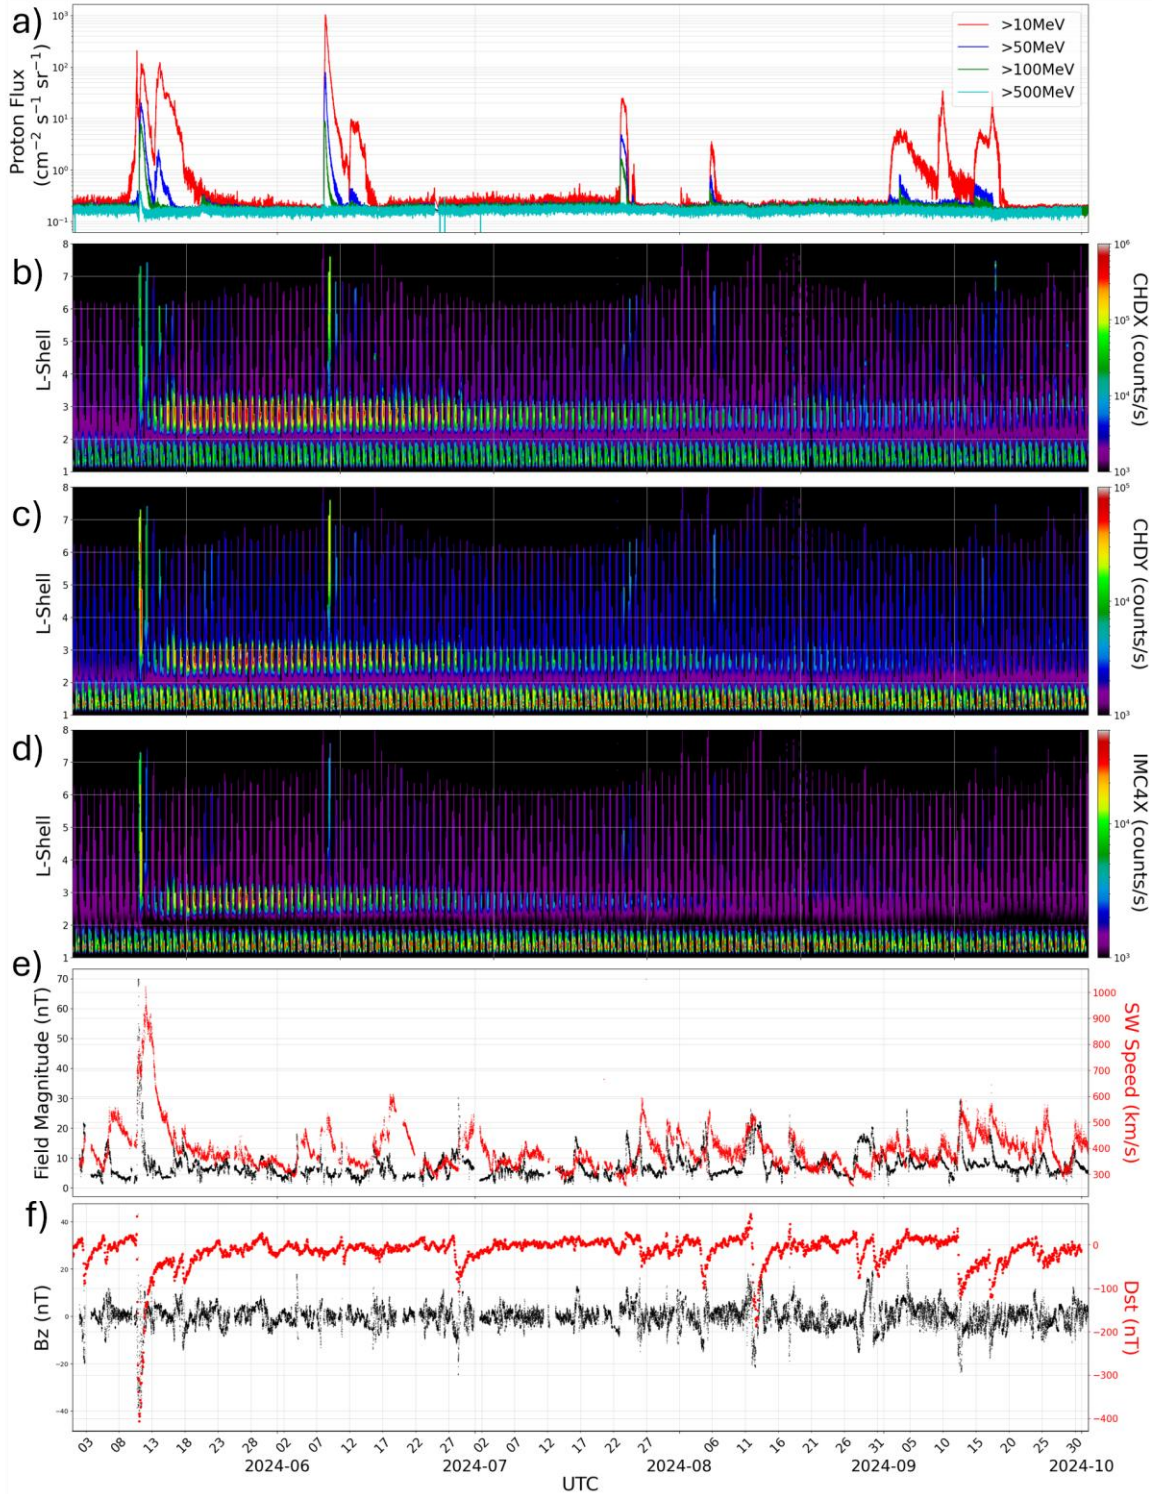 a)
Proton Flux
(cm⁻² s⁻¹ sr⁻¹)
10³
10²
10¹
10⁰
10⁻¹
>10MeV
>50MeV
>100MeV
>500MeV
b)
L-Shell
8
7
6
5
4
3
2
1
10⁶
10⁵
10⁴
10³
CHDX (counts/s)
c)
L-Shell
8
7
6
5
4
3
2
1
10⁵
10⁴
10³
CHDY (counts/s)
d)
L-Shell
8
7
6
5
4
3
2
1
10⁴
10³
IMC4X (counts/s)
e)
Field Magnitude (nT)
70
60
50
40
30
20
10
0
1000
900
800
700
600
500
400
300
SW Speed (km/s)
f)
Bz (nT)
40
20
0
−20
−40
0
−100
−200
−300
−400
Dst (nT)
03 08 13 18 23 28 02 07 12 17 22 27 02 07 12 17 22 27 06 11 16 21 26 31 05 10 15 20 25 30
2024-06 2024-07 2024-08 2024-09 2024-10
UTC